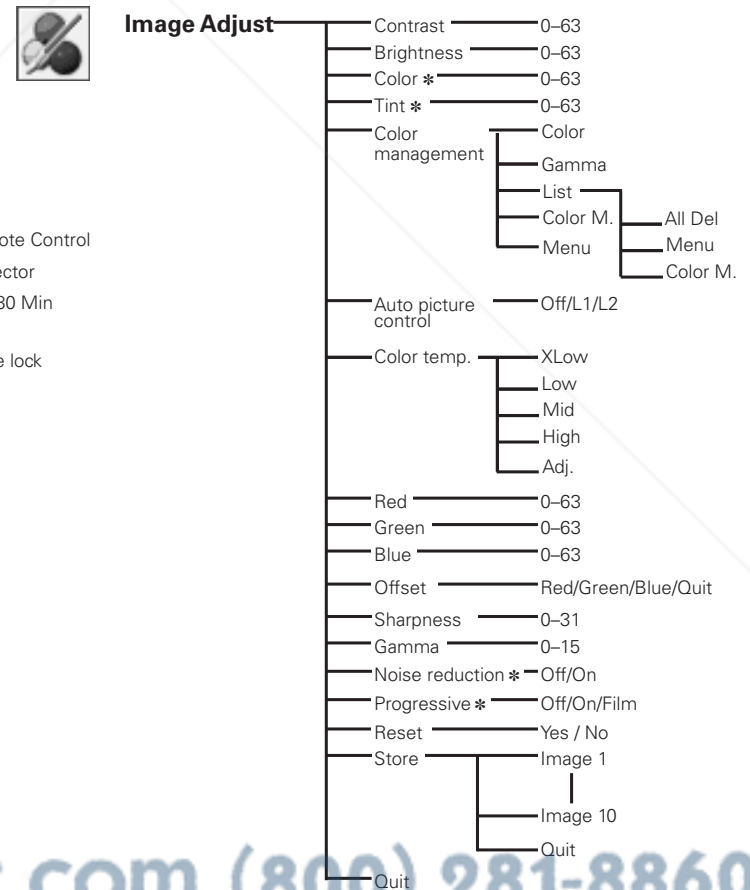 Image Adjust
Contrast 0–63
Brightness 0–63
Color ✻ 0–63
Tint ✻ 0–63
Color management
Color
Gamma
List
All Del
Menu
Color M.
Color M.
Menu
ote Control
ector
30 Min
e lock
Auto picture control Off/L1/L2
Color temp. XLow
Low
Mid
High
Adj.
Red 0–63
Green 0–63
Blue 0–63
Offset Red/Green/Blue/Quit
Sharpness 0–31
Gamma 0–15
Noise reduction ✻ Off/On
Progressive ✻ Off/On/Film
Reset Yes / No
Store Image 1
Image 10
Quit
Quit
com (800) 281-8860